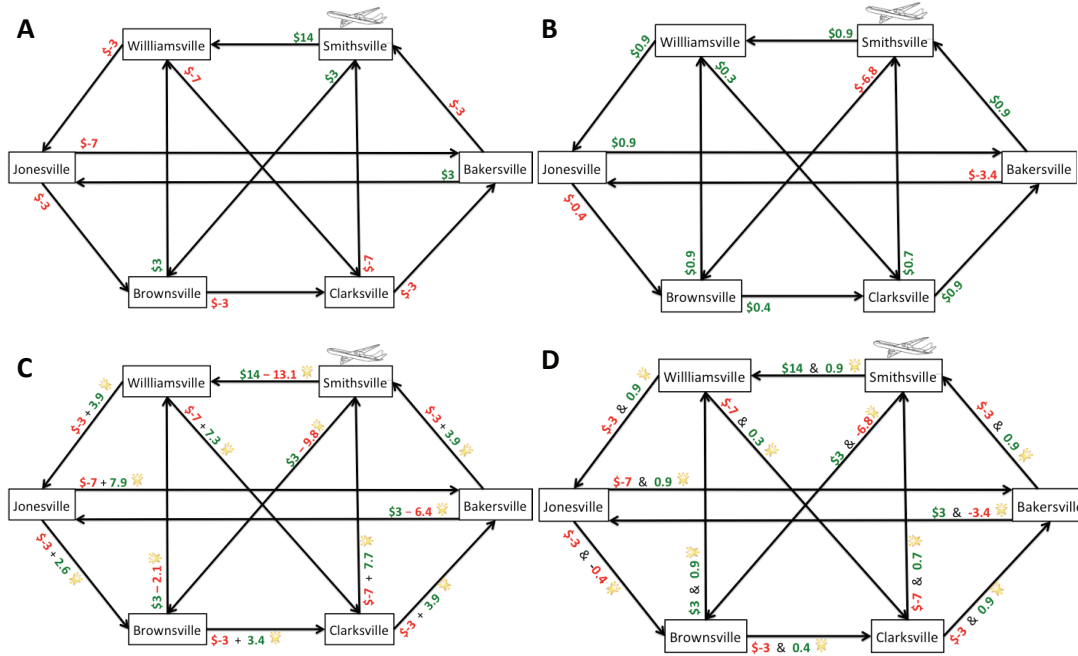 A
$14
Willliamsville
Smithsville
$-3
$-7
$3
$-3
$-7
Jonesville
Bakersville
$3
$-3
$3
$-7
$-3
Brownsville
Clarksville
$-3
B
$0.9
Willliamsville
Smithsville
$0.9
$0.3
$-6.8
$0.9
$0.9
Jonesville
Bakersville
$-3.4
$-0.4
$0.9
$0.7
$0.9
Brownsville
Clarksville
$0.4
C
$14 – 13.1
Willliamsville
Smithsville
$-3 + 3.9
$-7 + 7.3
$3 – 9.8
$-3 + 3.9
$-7 + 7.9
Jonesville
Bakersville
$3 – 6.4
$-3 + 2.6
$3 – 2.1
$-7 + 7.7
$-3 + 3.9
Brownsville
Clarksville
$-3 + 3.4
D
$14 & 0.9
Willliamsville
Smithsville
$-3 & 0.9
$-7 & 0.3
$3 & -6.8
$-3 & 0.9
$-7 & 0.9
Jonesville
Bakersville
$3 & -3.4
$-3 & -0.4
$3 & 0.9
$-7 & 0.7
$-3 & 0.9
Brownsville
Clarksville
$-3 & 0.4